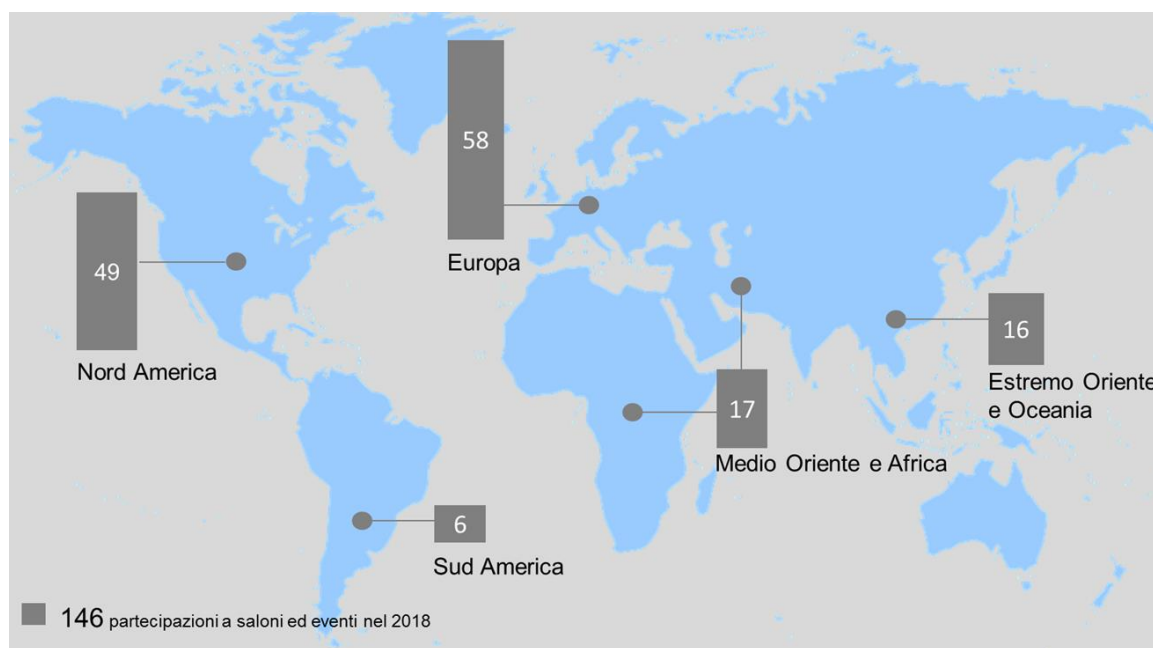 58
Europa
49
Nord America
16
Estremo Oriente
e Oceania
17
Medio Oriente e Africa
6
Sud America
146 partecipazioni a saloni ed eventi nel 2018